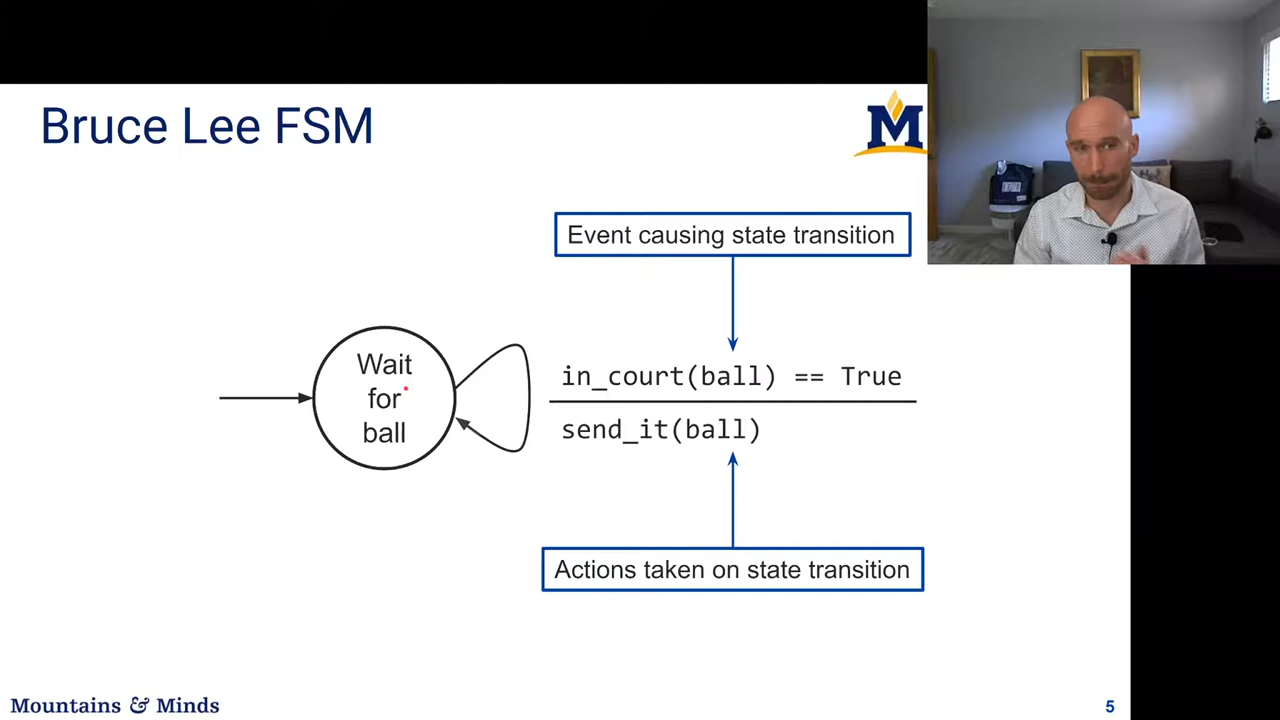 Bruce Lee FSM
M
Event causing state transition
Wait
for
ball
in_court(ball) == True
send_it(ball)
Actions taken on state transition
Mountains & Minds
5